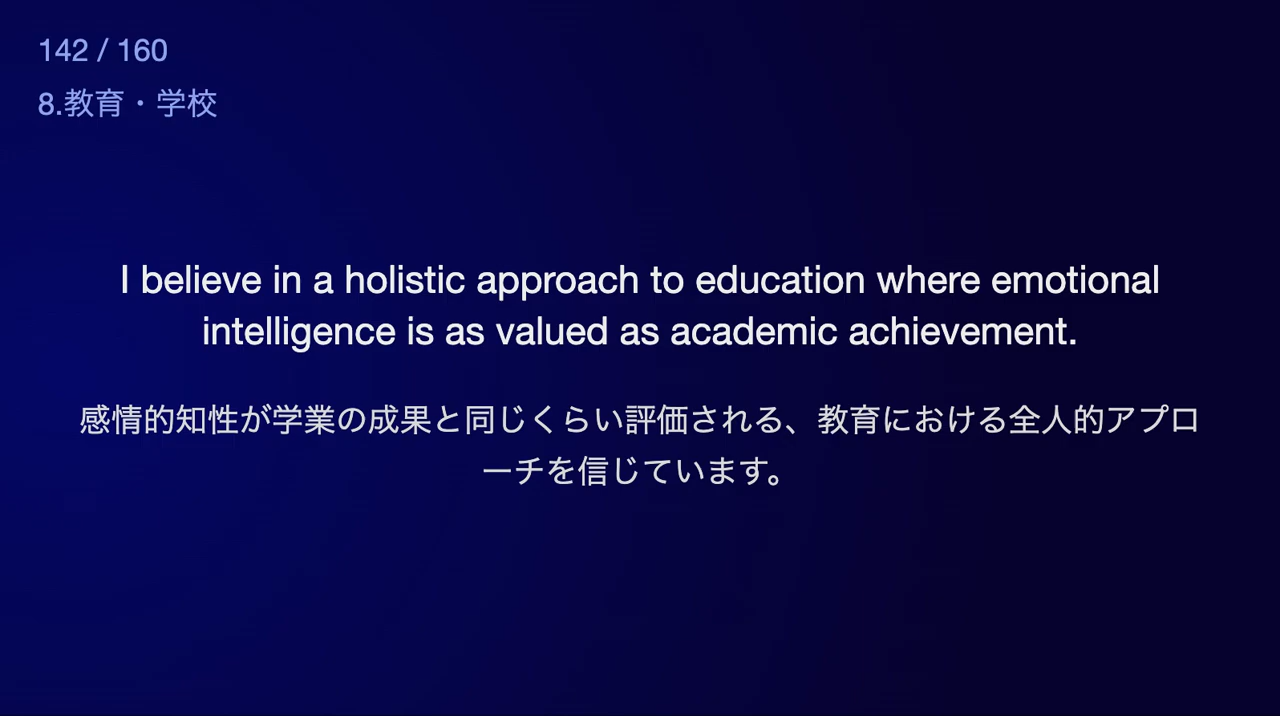 142 / 160
8.教育・学校
I believe in a holistic approach to education where emotional
intelligence is as valued as academic achievement.
感情的知性が学業の成果と同じくらい評価される、教育における全人的アプロ
ーチを信じています。